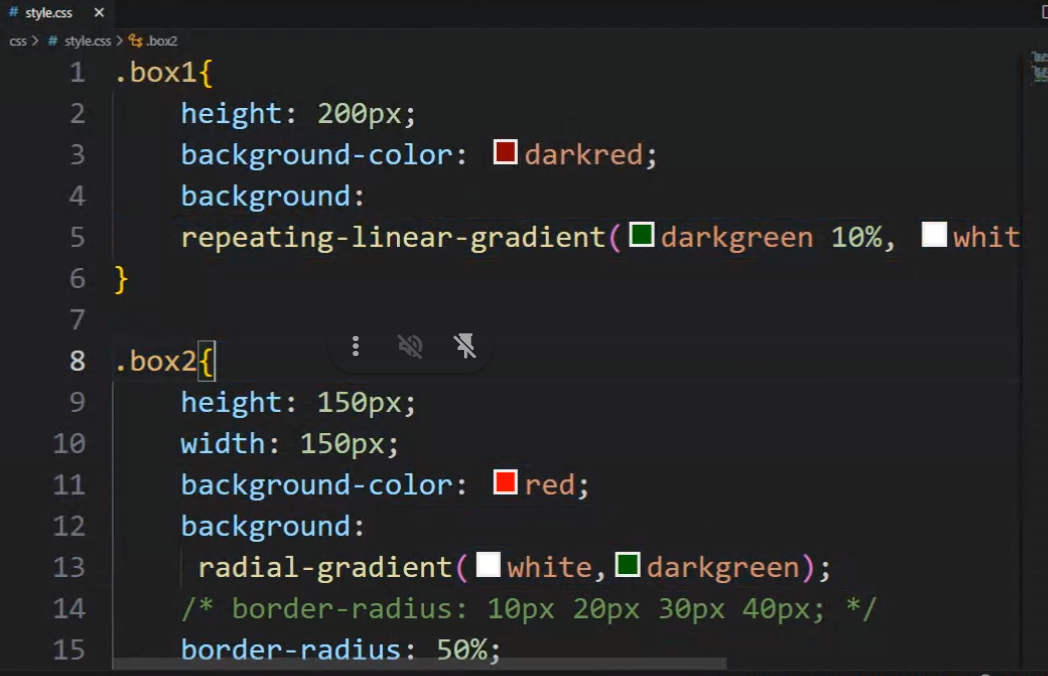 # style.css ×
css > # style.css > .box2
1 .box1{
2 height: 200px;
3 background-color: darkred;
4 background:
5 repeating-linear-gradient(darkgreen 10%, whit
6 }
7
8 .box2{
9 height: 150px;
10 width: 150px;
11 background-color: red;
12 background:
13 radial-gradient(white,darkgreen);
14 /* border-radius: 10px 20px 30px 40px; */
15 border-radius: 50%;